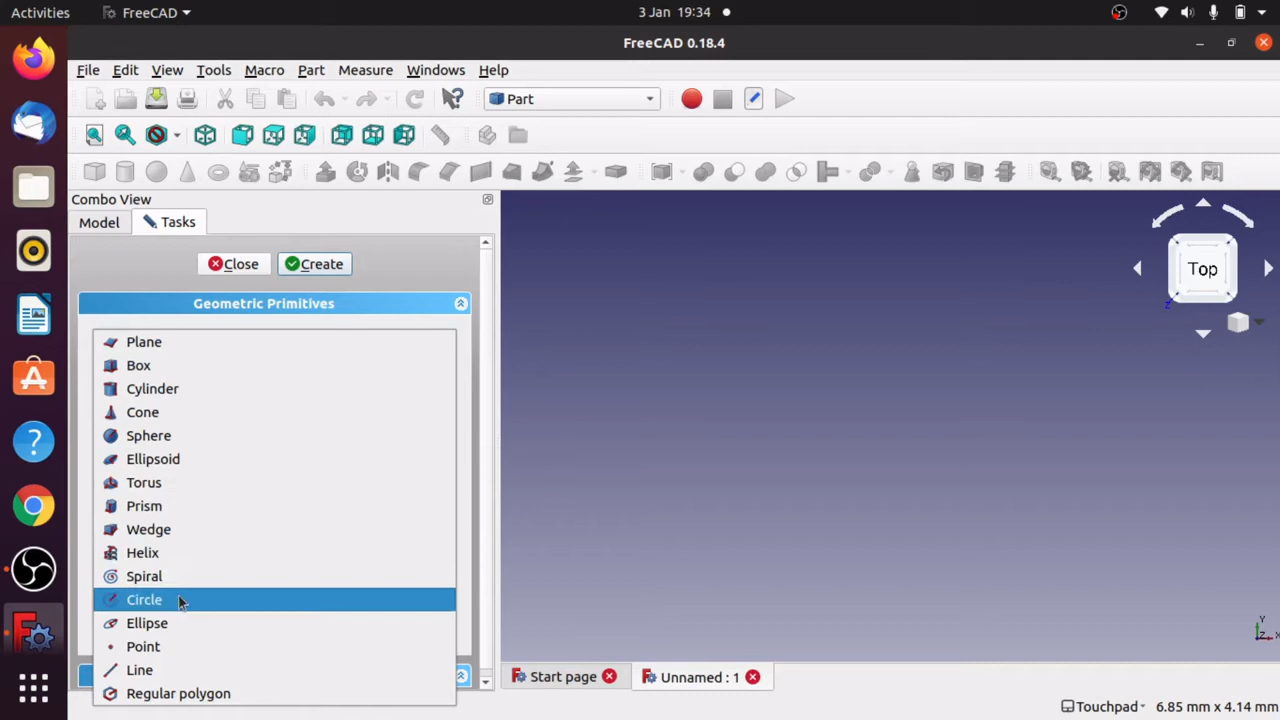 Activities FreeCAD 3 Jan 19:34
FreeCAD 0.18.4
File Edit View Tools Macro Part Measure Windows Help
Part
Combo View
Model Tasks
Close Create
Geometric Primitives
Top
Plane
Box
Cylinder
Cone
Sphere
Ellipsoid
Torus
Prism
Wedge
Helix
Spiral
Circle
Ellipse
Point
Line
Regular polygon
Y
Z X
Start page Unnamed : 1
Touchpad 6.85 mm x 4.14 mm